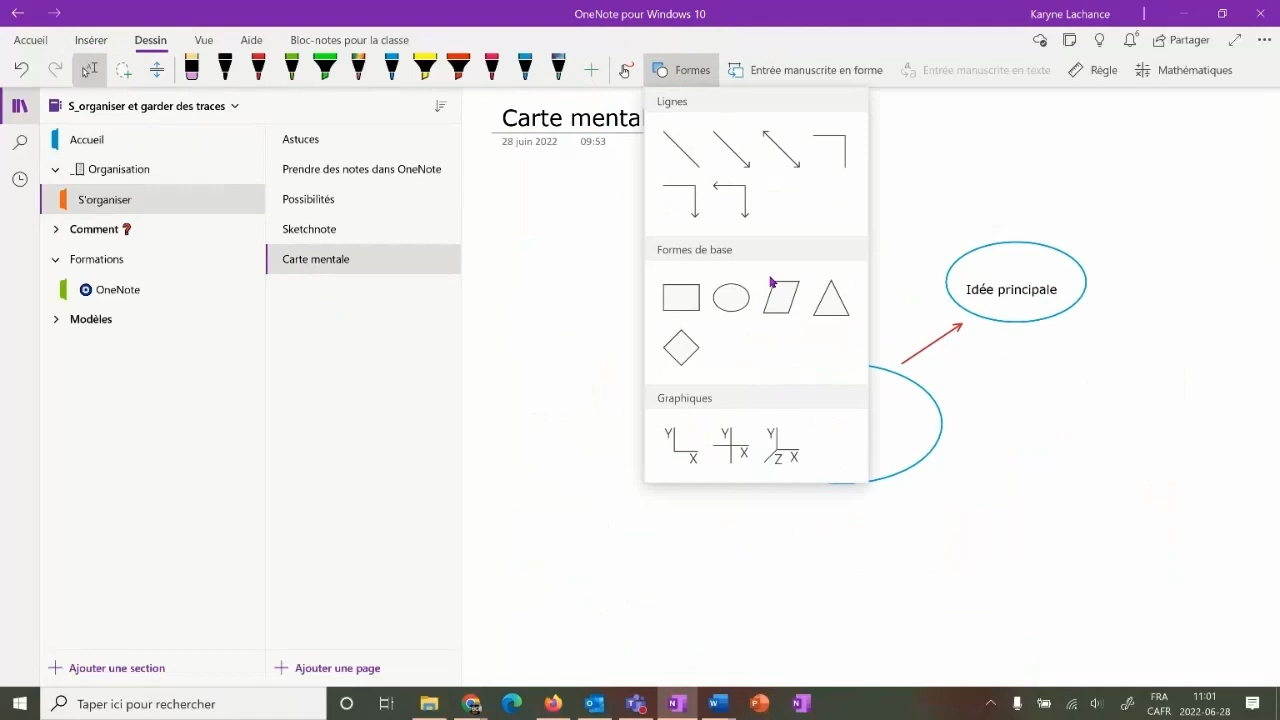 OneNote pour Windows 10
Karyne Lachance
Accueil
Insérer
Dessin
Vue
Aide
Bloc-notes pour la classe
Partager
Formes
Entrée manuscrite en forme
Entrée manuscrite en texte
Règle
Mathématiques
S_organiser et garder des traces
Accueil
Organisation
S'organiser
Comment ❓
Formations
OneNote
Modèles
Ajouter une section
Astuces
Prendre des notes dans OneNote
Possibilités
Sketchnote
Carte mentale
Ajouter une page
Carte menta
28 juin 2022 09:53
Lignes
Formes de base
Graphiques
Y
X
Y
X
Y
Z X
Idée principale
Taper ici pour rechercher
FRA
CAFR
11:01
2022-06-28